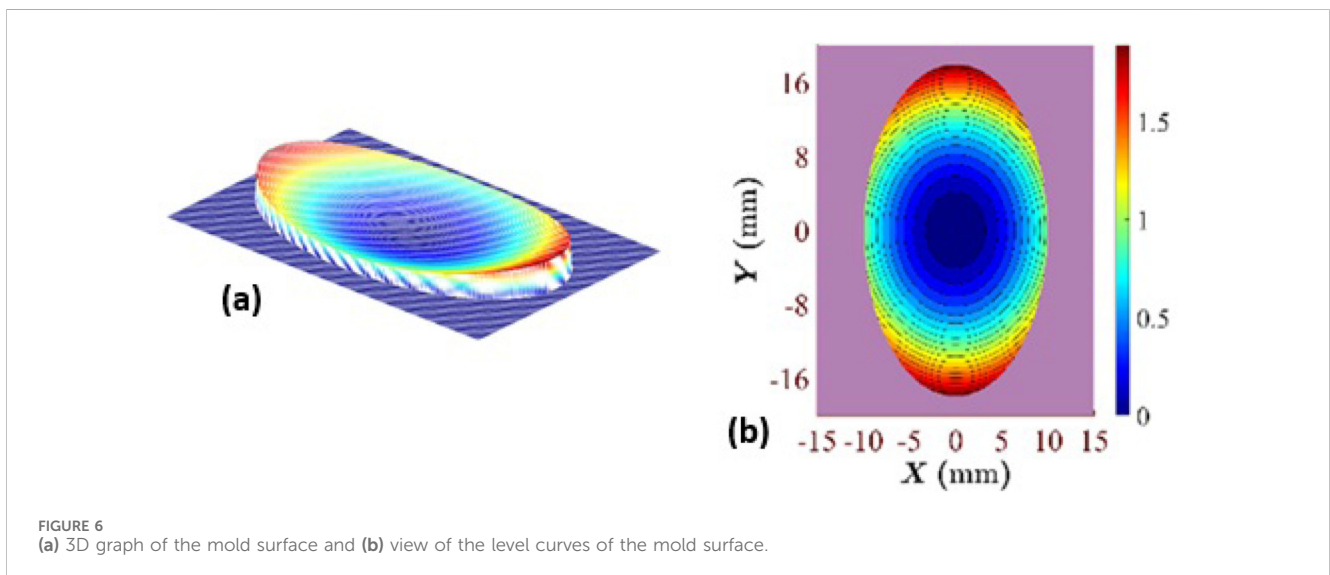 (a)
16
8
0
-8
-16
Y (mm)
(b)
-15 -10 -5 0 5 10 15
X (mm)
1.5
1
0.5
0
FIGURE 6
(a) 3D graph of the mold surface and (b) view of the level curves of the mold surface.